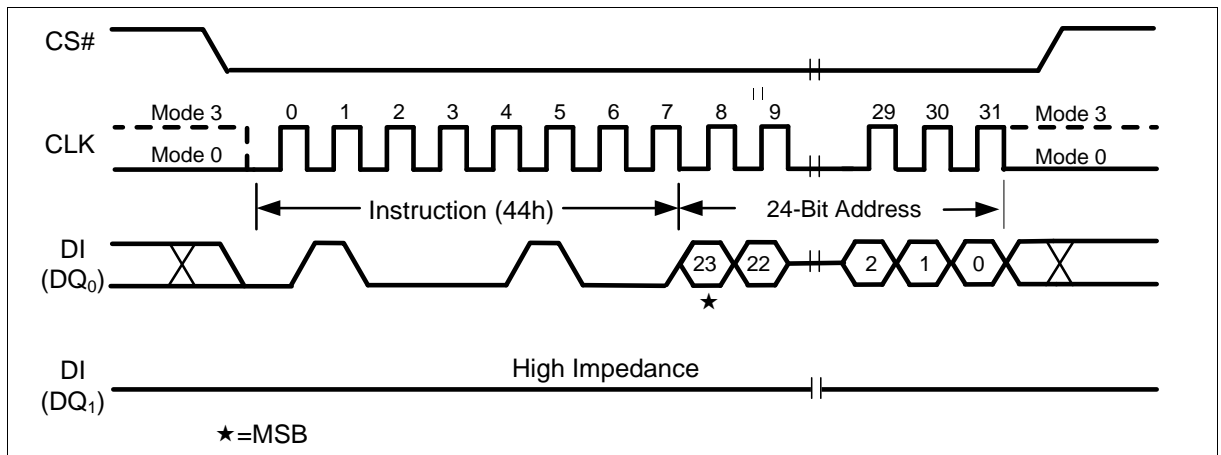 CS#
Mode 3 0 1 2 3 4 5 6 7 8 9 29 30 31 Mode 3
CLK
Mode 0 Mode 0
Instruction (44h) 24-Bit Address
DI
(DQ0)
23 22 2 1 0
★
High Impedance
DI
(DQ1)
★=MSB